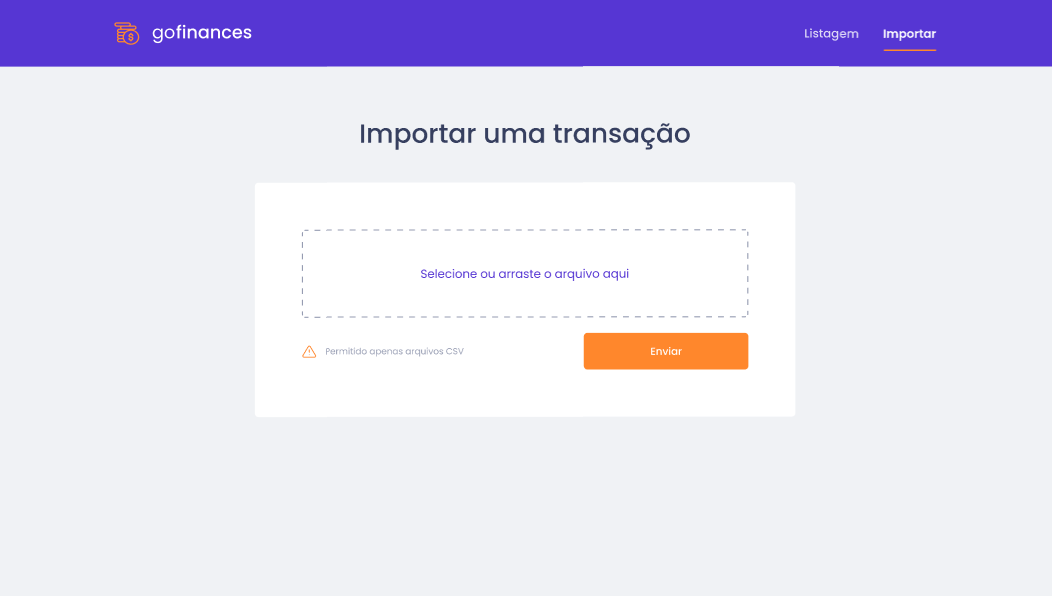 gofinances
Listagem
Importar
Importar uma transação
Selecione ou arraste o arquivo aqui
Permitido apenas arquivos CSV
Enviar